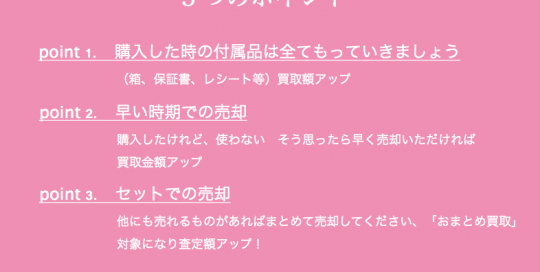 point 1. 購入した時の付属品は全てもっていきましょう
（箱、保証書、レシート等）買取額アップ
point 2. 早い時期での売却
購入したけれど、使わない　そう思ったら早く売却いただければ
買取金額アップ
point 3. セットでの売却
他にも売れるものがあればまとめて売却してください、「おまとめ買取」
対象になり査定額アップ！